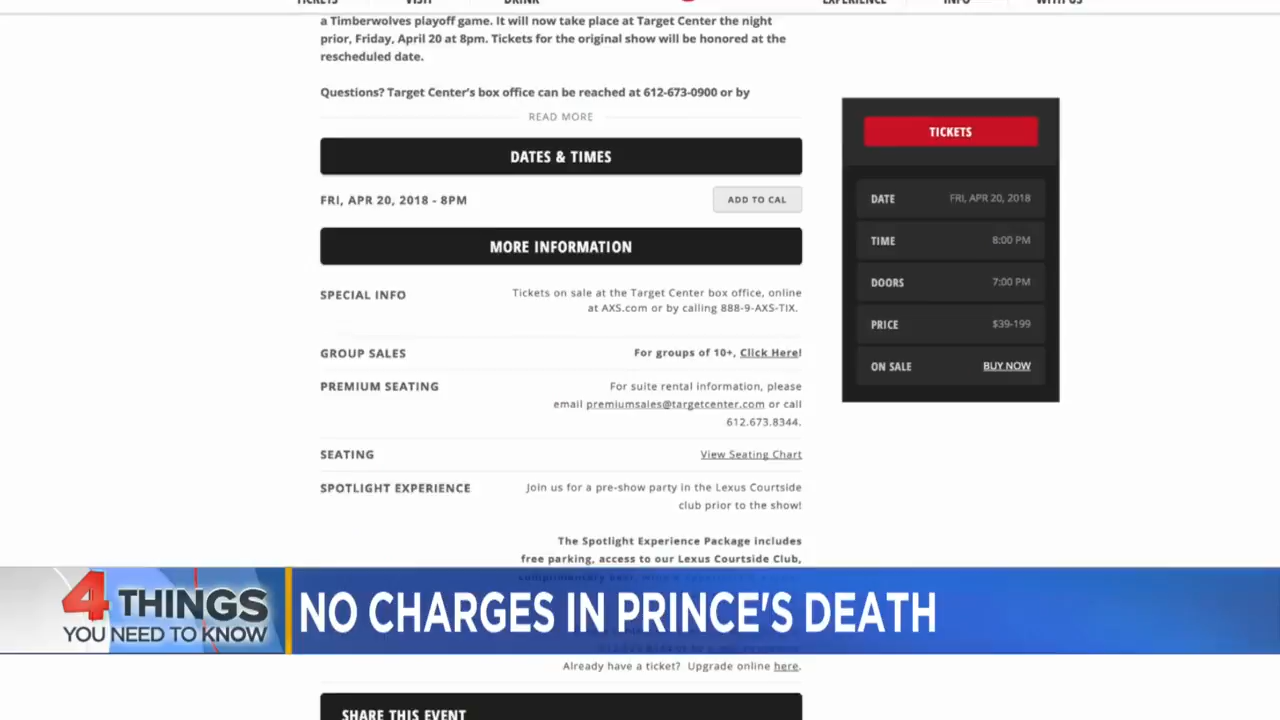 TICKETS VISIT DRINK EXPERIENCE INFO WITH US
a Timberwolves playoff game. It will now take place at Target Center the night
prior, Friday, April 20 at 8pm. Tickets for the original show will be honored at the
rescheduled date.
Questions? Target Center's box office can be reached at 612-673-0900 or by
READ MORE
DATES & TIMES
FRI, APR 20, 2018 - 8PM
ADD TO CAL
MORE INFORMATION
SPECIAL INFO
Tickets on sale at the Target Center box office, online
at AXS.com or by calling 888-9-AXS-TIX.
GROUP SALES
For groups of 10+, Click Here!
PREMIUM SEATING
For suite rental information, please
email premiumsales@targetcenter.com or call
612.673.8344.
SEATING
View Seating Chart
SPOTLIGHT EXPERIENCE
Join us for a pre-show party in the Lexus Courtside
club prior to the show!
The Spotlight Experience Package includes
free parking, access to our Lexus Courtside Club,
Already have a ticket? Upgrade online here.
SHARE THIS EVENT
TICKETS
DATE FRI, APR 20, 2018
TIME 8:00 PM
DOORS 7:00 PM
PRICE $39-199
ON SALE BUY NOW
4 THINGS
YOU NEED TO KNOW
NO CHARGES IN PRINCE'S DEATH